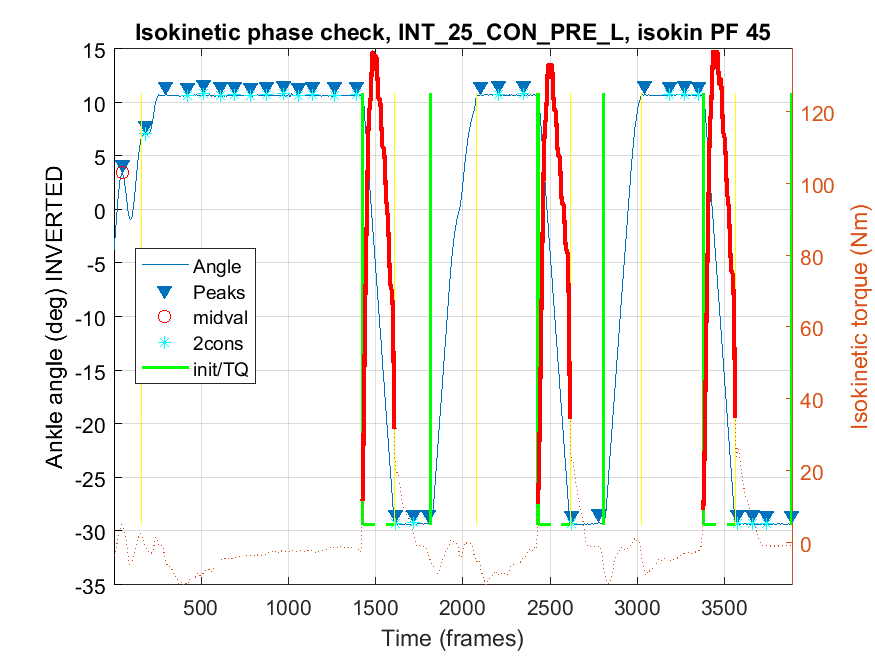 Isokinetic phase check, INT_25_CON_PRE_L, isokin PF 45
Ankle angle (deg) INVERTED
15
10
5
0
-5
-10
-15
-20
-25
-30
-35
Angle
Peaks
midval
2cons
init/TQ
120
100
80
60
40
20
0
Isokinetic torque (Nm)
500
1000
1500
2000
2500
3000
3500
Time (frames)